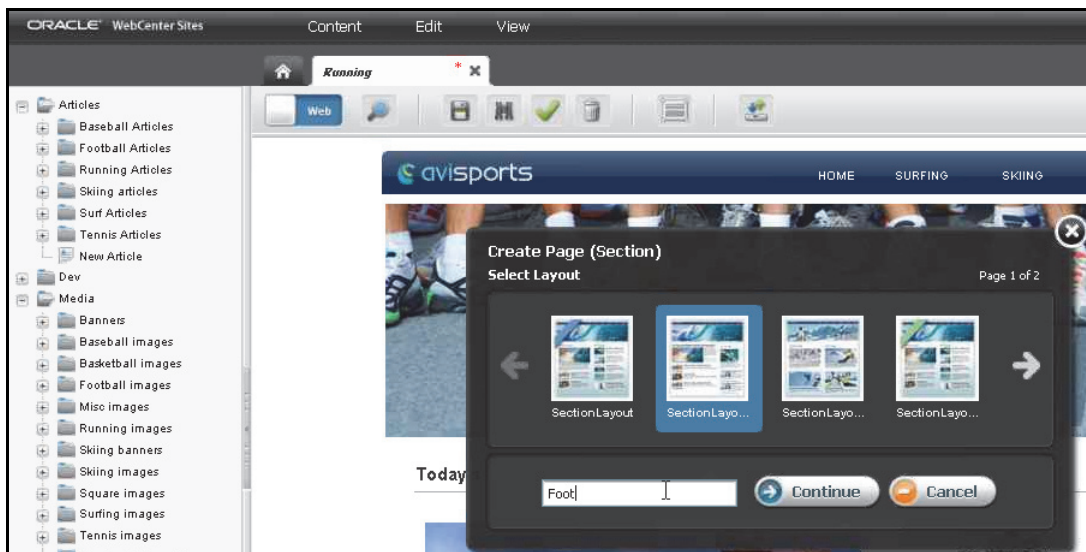 ORACLE WebCenter Sites
Content Edit View
Running * 
Web
Articles
Baseball Articles
Football Articles
Running Articles
Skiing articles
Surf Articles
Tennis Articles
New Article
Dev
Media
Banners
Baseball images
Basketball images
Football images
Misc images
Running images
Skiing banners
Skiing images
Square images
Surfing images
Tennis images
avisports
HOME SURFING SKIING
Create Page (Section)
Select Layout
Page 1 of 2
SectionLayout SectionLayo... SectionLayo... SectionLayo...
Today
Foot
Continue
Cancel